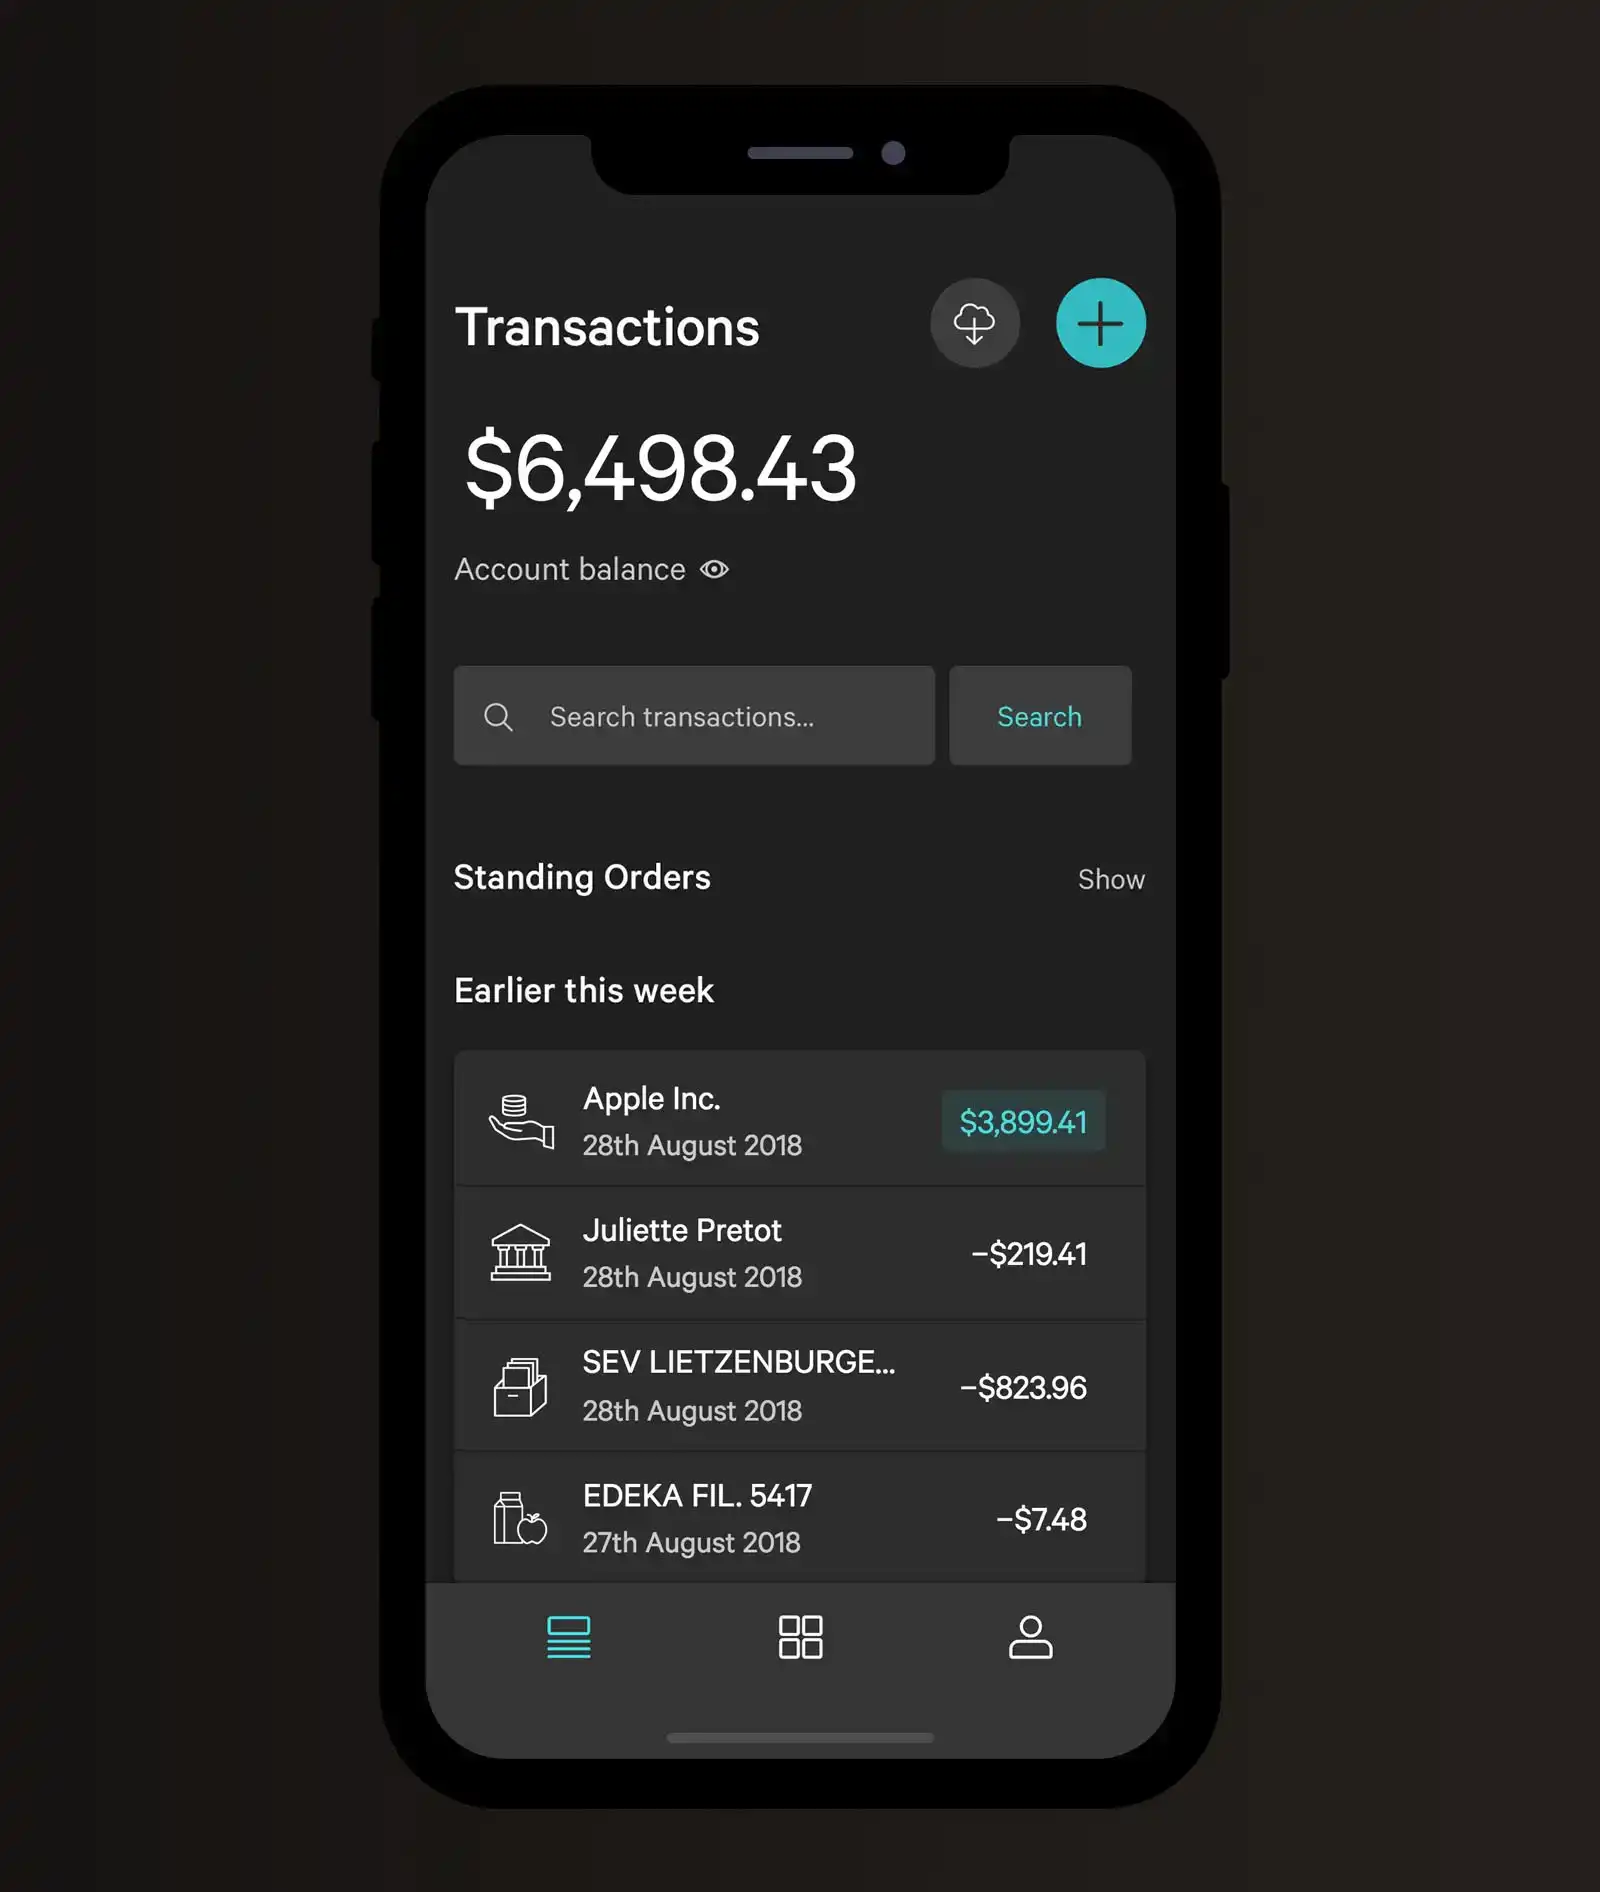 Transactions
$6,498.43
Account balance
Search transactions...
Search
Standing Orders
Show
Earlier this week
Apple Inc.
28th August 2018
$3,899.41
Juliette Pretot
28th August 2018
–$219.41
SEV LIETZENBURGE...
28th August 2018
–$823.96
EDEKA FIL. 5417
27th August 2018
–$7.48